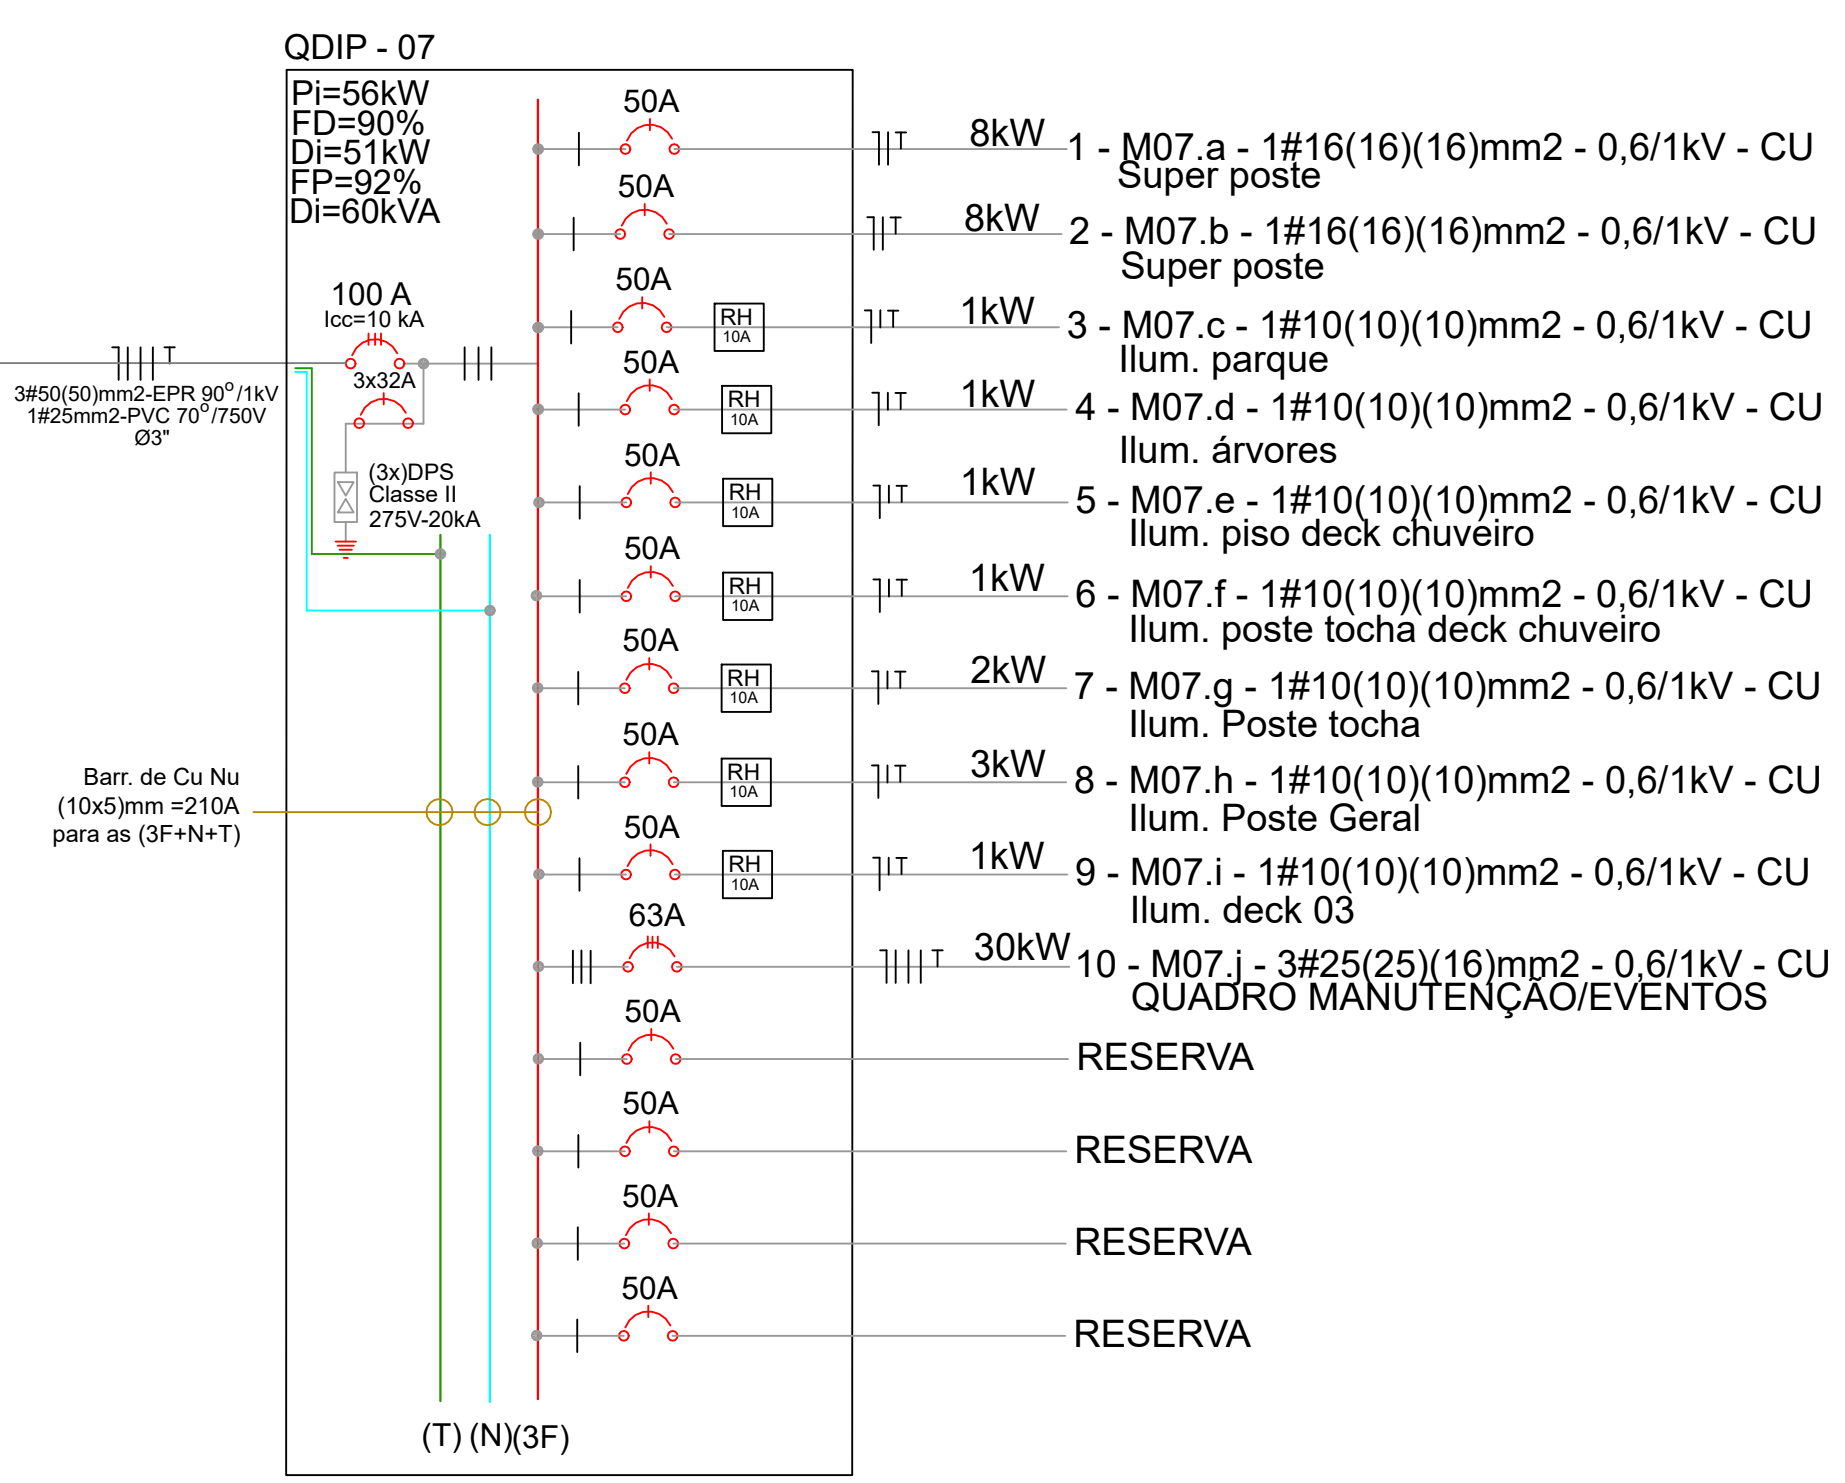 QDIP - 07
Pi=56kW
FD=90%
Di=51kW
FP=92%
Di=60kVA
100 A
Icc=10 kA
3x32A
3#50(50)mm2-EPR 90°/1kV
1#25mm2-PVC 70°/750V
Ø3"
(3x)DPS
Classe II
275V-20kA
Barr. de Cu Nu
(10x5)mm =210A
para as (3F+N+T)
50A
T
8kW
1 - M07.a - 1#16(16)(16)mm2 - 0,6/1kV - CU
Super poste
50A
T
8kW
2 - M07.b - 1#16(16)(16)mm2 - 0,6/1kV - CU
Super poste
50A
RH
10A
T
1kW
3 - M07.c - 1#10(10)(10)mm2 - 0,6/1kV - CU
Ilum. parque
50A
RH
10A
T
1kW
4 - M07.d - 1#10(10)(10)mm2 - 0,6/1kV - CU
Ilum. árvores
50A
RH
10A
T
1kW
5 - M07.e - 1#10(10)(10)mm2 - 0,6/1kV - CU
Ilum. piso deck chuveiro
50A
RH
10A
T
1kW
6 - M07.f - 1#10(10)(10)mm2 - 0,6/1kV - CU
Ilum. poste tocha deck chuveiro
50A
RH
10A
T
2kW
7 - M07.g - 1#10(10)(10)mm2 - 0,6/1kV - CU
Ilum. Poste tocha
50A
RH
10A
T
3kW
8 - M07.h - 1#10(10)(10)mm2 - 0,6/1kV - CU
Ilum. Poste Geral
50A
RH
10A
T
1kW
9 - M07.i - 1#10(10)(10)mm2 - 0,6/1kV - CU
Ilum. deck 03
63A
T
30kW
10 - M07.j - 3#25(25)(16)mm2 - 0,6/1kV - CU
QUADRO MANUTENÇÃO/EVENTOS
50A
RESERVA
50A
RESERVA
50A
RESERVA
50A
RESERVA
(T) (N)(3F)